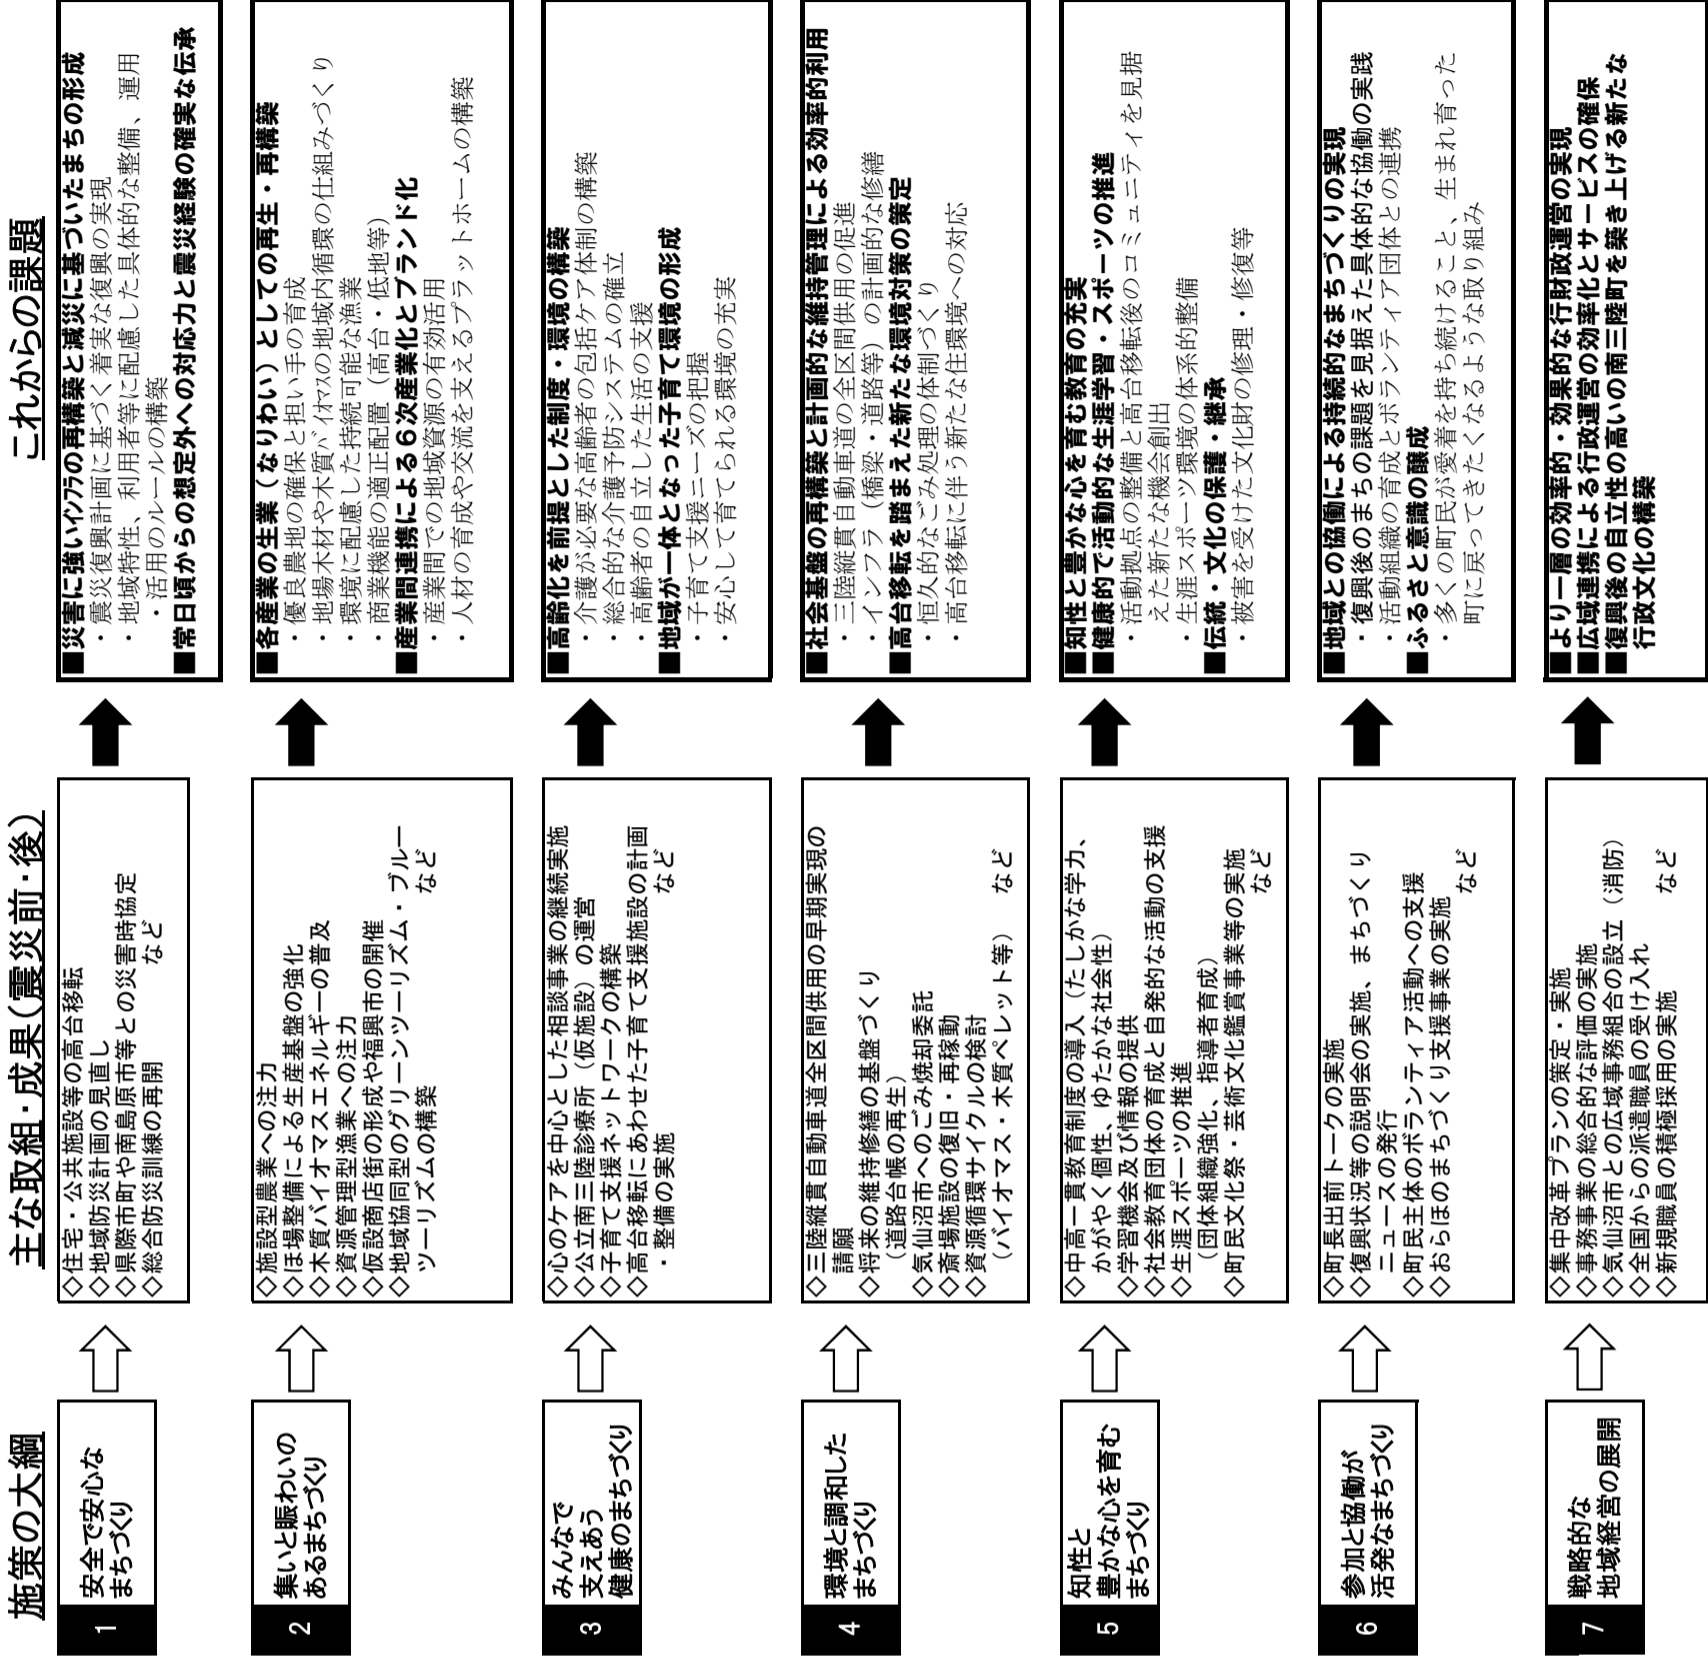 施策の大綱
主な取組・成果（震災前・後）
これからの課題
1
安全で安心な
まちづくり
◇住宅・公共施設等の高台移転
◇地域防災計画の見直し
◇県際市町や南島原市等との災害時協定
◇総合防災訓練の再開　など
■災害に強いｲﾝﾌﾗの再構築と減災に基づいたまちの形成
・震災復興計画に基づく着実な復興の実現
・地域特性、利用者等に配慮した具体的な整備、運用
・活用のルールの構築
■常日頃からの想定外への対応力と震災経験の確実な伝承
2
集いと賑わいの
あるまちづくり
◇施設型農業への注力
◇ほ場整備による生産基盤の強化
◇木質バイオマスエネルギーの普及
◇資源管理型漁業への注力
◇仮設商店街の形成や福興市の開催
◇地域協同型のグリーンツーリズム・ブルー
ツーリズムの構築　など
■各産業の生業（なりわい）としての再生・再構築
・優良農地の確保と担い手の育成
・地場木材や木質ﾊﾞｲｵﾏｽの地域内循環の仕組みづくり
・環境に配慮した持続可能な漁業
・商業機能の適正配置（高台・低地等）
■産業間連携による６次産業化とブランド化
・産業間での地域資源の有効活用
・人材の育成や交流を支えるプラットホームの構築
3
みんなで
支えあう
健康のまちづくり
◇心のケアを中心とした相談事業の継続実施
◇公立南三陸診療所（仮施設）の運営
◇子育て支援ネットワークの構築
◇高台移転にあわせた子育て支援施設の計画
・整備の実施　など
■高齢化を前提とした制度・環境の構築
・介護が必要な高齢者の包括ケア体制の構築
・総合的な介護予防システムの確立
・高齢者の自立した生活の支援
■地域が一体となった子育て環境の形成
・子育て支援ニーズの把握
・安心して育てられる環境の充実
4
環境と調和した
まちづくり
◇三陸縦貫自動車道全区間供用の早期実現の
請願
◇将来の維持修繕の基盤づくり
（道路台帳の再生）
◇気仙沼市へのごみ焼却委託
◇斎場施設の復旧・再稼動
◇資源循環サイクルの検討
（バイオマス・木質ペレット等）　など
■社会基盤の再構築と計画的な維持管理による効率的利用
・三陸縦貫自動車道の全区間供用の促進
・インフラ（橋梁・道路等）の計画的な修繕
■高台移転を踏まえた新たな環境対策の策定
・恒久的なごみ処理の体制づくり
・高台移転に伴う新たな住環境への対応
5
知性と
豊かな心を育む
まちづくり
◇中高一貫教育制度の導入（たしかな学力、
かがやく個性、ゆたかな社会性）
◇学習機会及び情報の提供
◇社会教育団体の育成と自発的な活動の支援
◇生涯スポーツの推進
（団体組織強化、指導者育成）
◇町民文化祭・芸術文化鑑賞事業等の実施
など
■知性と豊かな心を育む教育の充実
■健康的で活動的な生涯学習・スポーツの推進
・活動拠点の整備と高台移転後のコミュニティを見据
えた新たな機会創出
・生涯スポーツ環境の体系的整備
■伝統・文化の保護・継承
・被害を受けた文化財の修理・修復等
6
参加と協働が
活発なまちづくり
◇町長出前トークの実施
◇復興状況等の説明会の実施、まちづくり
ニュースの発行
◇町民主体のボランティア活動への支援
◇おらほのまちづくり支援事業の実施
など
■地域との協働による持続的なまちづくりの実現
・復興後のまちの課題を見据えた具体的な協働の実践
・活動組織の育成とボランティア団体との連携
■ふるさと意識の醸成
・多くの町民が愛着を持ち続けること、生まれ育った
町に戻ってきたくなるような取り組み
7
戦略的な
地域経営の展開
◇集中改革プランの策定・実施
◇事務事業の総合的な評価の実施
◇気仙沼市との広域事務組合の設立（消防）
◇全国からの派遣職員の受け入れ
◇新規職員の積極採用の実施　など
■より一層の効率的・効果的な行財政運営の実現
■広域連携による行政運営の効率化とサービスの確保
■復興後の自立性の高いの南三陸町を築き上げる新たな
行政文化の構築